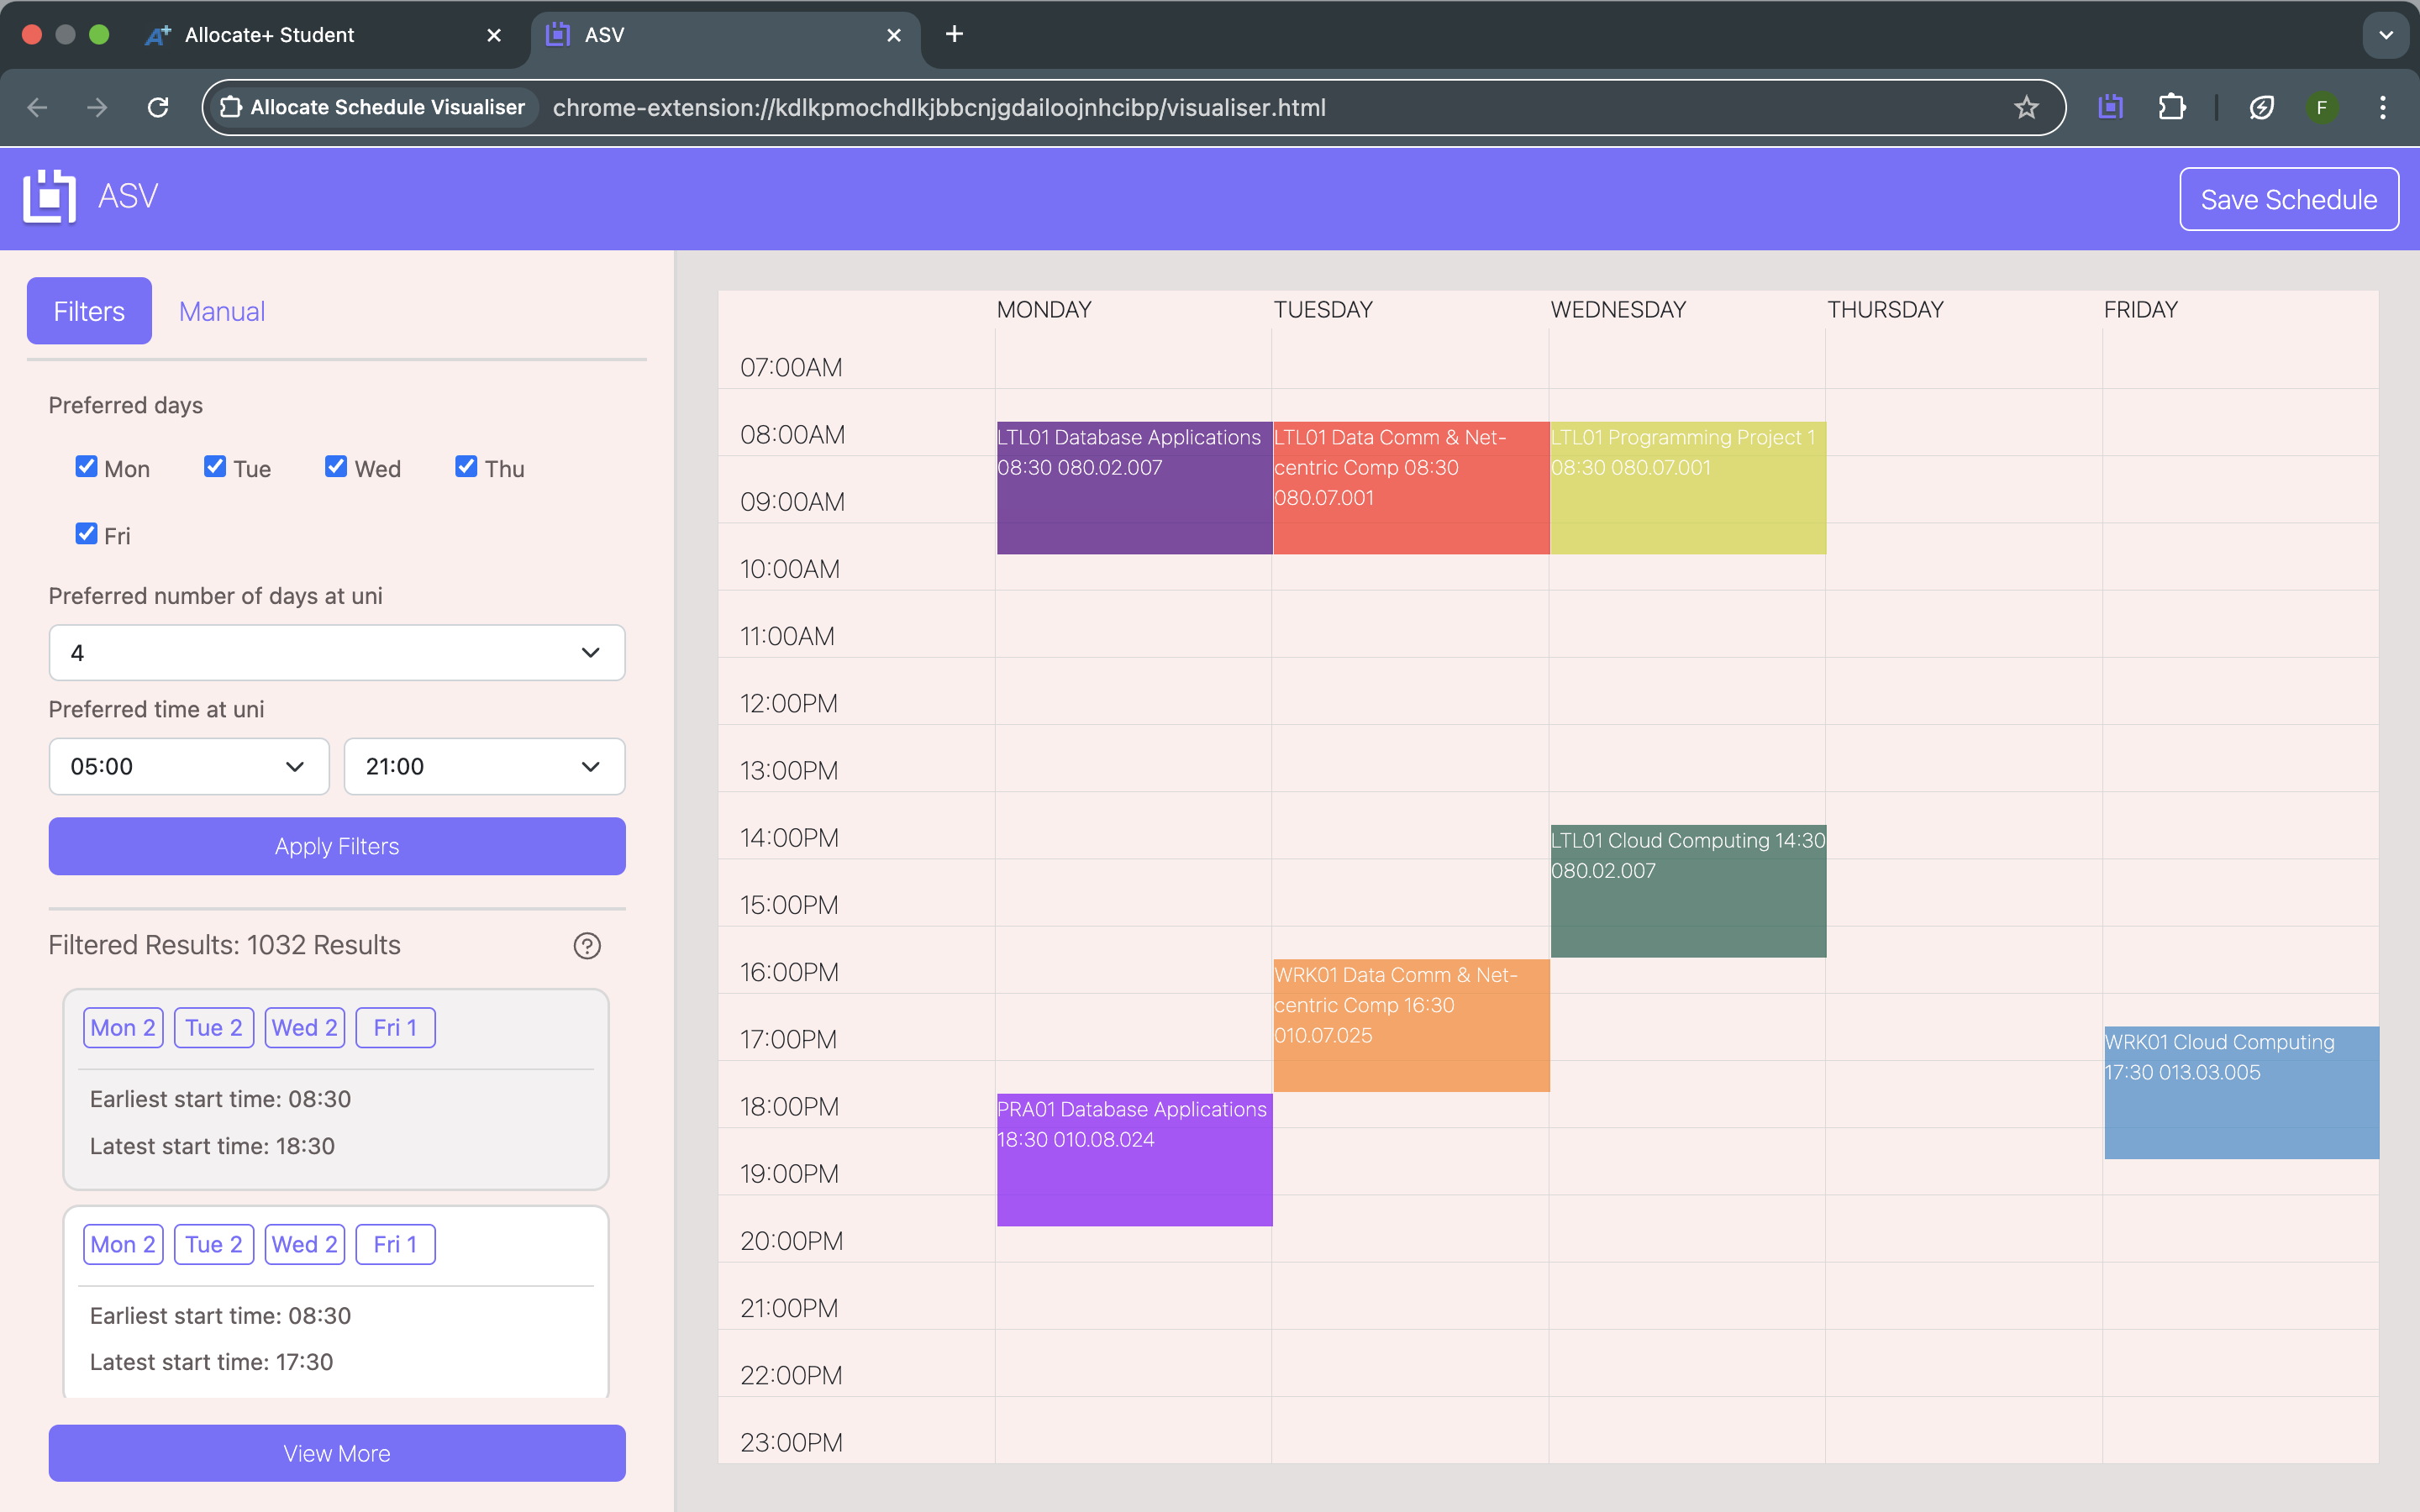 Allocate+ Student
ASV
Allocate Schedule Visualiser
chrome-extension://kdlkpmochdlkjbbcnjgdailoojnhcibp/visualiser.html
F
ASV
Save Schedule
Filters
Manual
Preferred days
Mon
Tue
Wed
Thu
Fri
Preferred number of days at uni
4
Preferred time at uni
05:00
21:00
Apply Filters
Filtered Results: 1032 Results
?
Mon 2
Tue 2
Wed 2
Fri 1
Earliest start time: 08:30
Latest start time: 18:30
Mon 2
Tue 2
Wed 2
Fri 1
Earliest start time: 08:30
Latest start time: 17:30
View More
MONDAY
TUESDAY
WEDNESDAY
THURSDAY
FRIDAY
07:00AM
08:00AM
09:00AM
10:00AM
11:00AM
12:00PM
13:00PM
14:00PM
15:00PM
16:00PM
17:00PM
18:00PM
19:00PM
20:00PM
21:00PM
22:00PM
23:00PM
LTL01 Database Applications
08:30 080.02.007
PRA01 Database Applications
18:30 010.08.024
LTL01 Data Comm & Net-
centric Comp 08:30
080.07.001
WRK01 Data Comm & Net-
centric Comp 16:30
010.07.025
LTL01 Programming Project 1
08:30 080.07.001
LTL01 Cloud Computing 14:30
080.02.007
WRK01 Cloud Computing
17:30 013.03.005